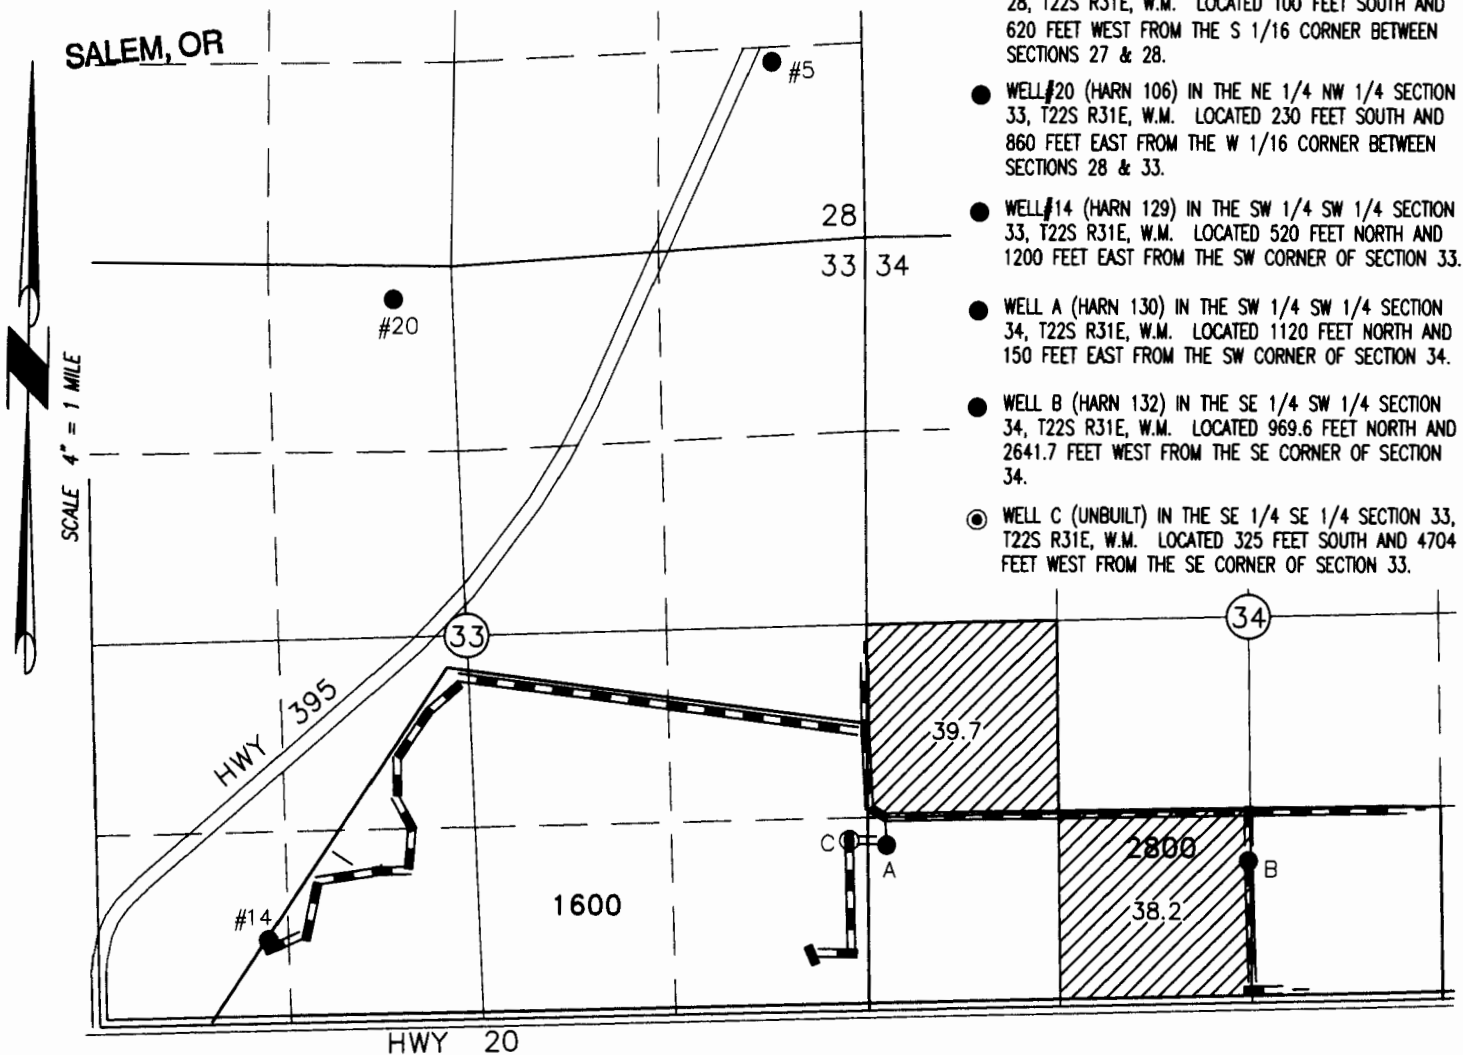 SALEM, OR
28, T22S R31E, W.M. LOCATED 100 FEET SOUTH AND
620 FEET WEST FROM THE S 1/16 CORNER BETWEEN
SECTIONS 27 & 28.
WELL#20 (HARN 106) IN THE NE 1/4 NW 1/4 SECTION
33, T22S R31E, W.M. LOCATED 230 FEET SOUTH AND
860 FEET EAST FROM THE W 1/16 CORNER BETWEEN
SECTIONS 28 & 33.
WELL#14 (HARN 129) IN THE SW 1/4 SW 1/4 SECTION
33, T22S R31E, W.M. LOCATED 520 FEET NORTH AND
1200 FEET EAST FROM THE SW CORNER OF SECTION 33.
WELL A (HARN 130) IN THE SW 1/4 SW 1/4 SECTION
34, T22S R31E, W.M. LOCATED 1120 FEET NORTH AND
150 FEET EAST FROM THE SW CORNER OF SECTION 34.
WELL B (HARN 132) IN THE SE 1/4 SW 1/4 SECTION
34, T22S R31E, W.M. LOCATED 969.6 FEET NORTH AND
2641.7 FEET WEST FROM THE SE CORNER OF SECTION
34.
WELL C (UNBUILT) IN THE SE 1/4 SE 1/4 SECTION 33,
T22S R31E, W.M. LOCATED 325 FEET SOUTH AND 4704
FEET WEST FROM THE SE CORNER OF SECTION 33.
#5
28
33 34
#20
N
SCALE 4" = 1 MILE
33
34
HWY 395
39.7
C
A
2800
B
#14
1600
38.2
HWY 20